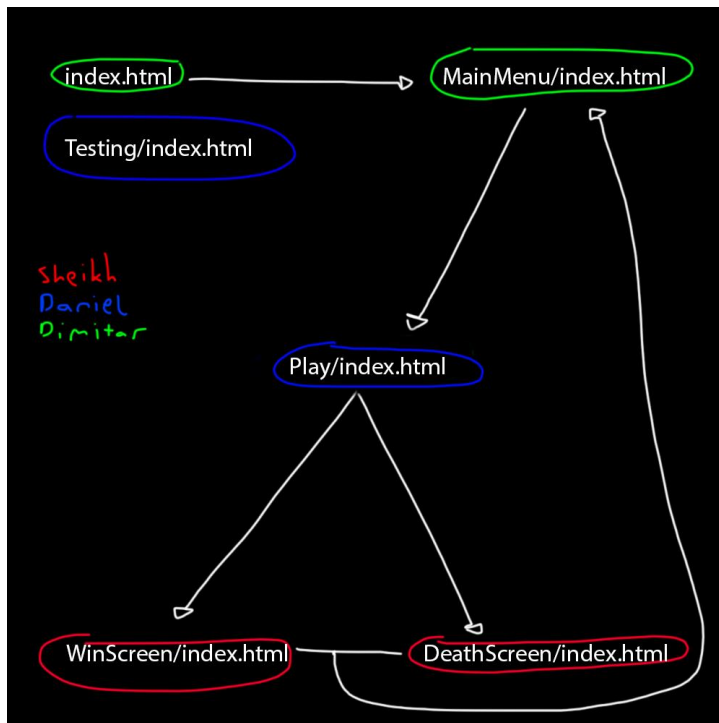 index.html
MainMenu/index.html
Testing/index.html
Sheikh
Daniel
Dimitar
Play/index.html
WinScreen/index.html
DeathScreen/index.html